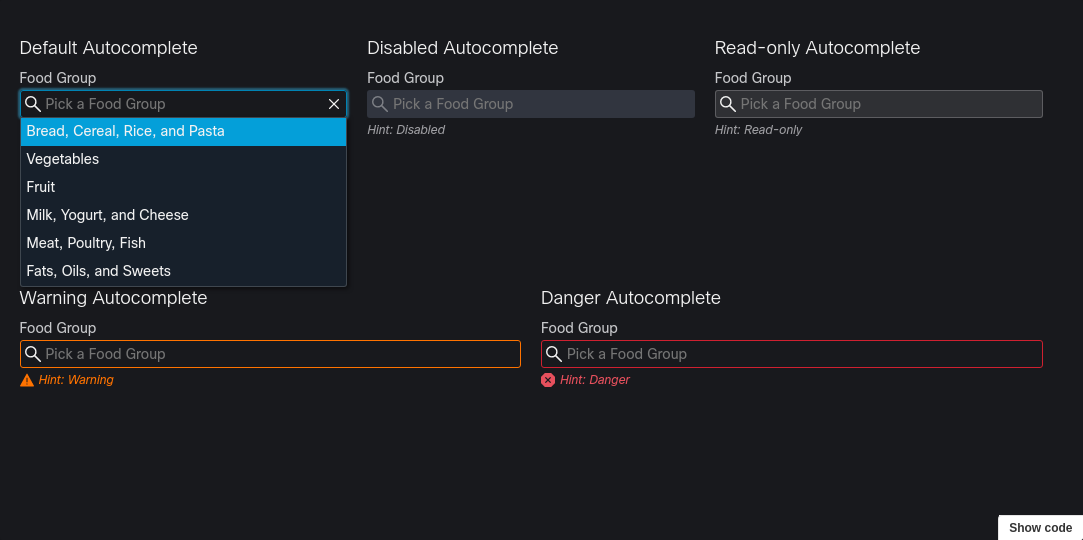 Default Autocomplete
Food Group
Pick a Food Group
Bread, Cereal, Rice, and Pasta
Vegetables
Fruit
Milk, Yogurt, and Cheese
Meat, Poultry, Fish
Fats, Oils, and Sweets
Disabled Autocomplete
Food Group
Pick a Food Group
Hint: Disabled
Read-only Autocomplete
Food Group
Pick a Food Group
Hint: Read-only
Warning Autocomplete
Food Group
Pick a Food Group
Hint: Warning
Danger Autocomplete
Food Group
Pick a Food Group
Hint: Danger
Show code